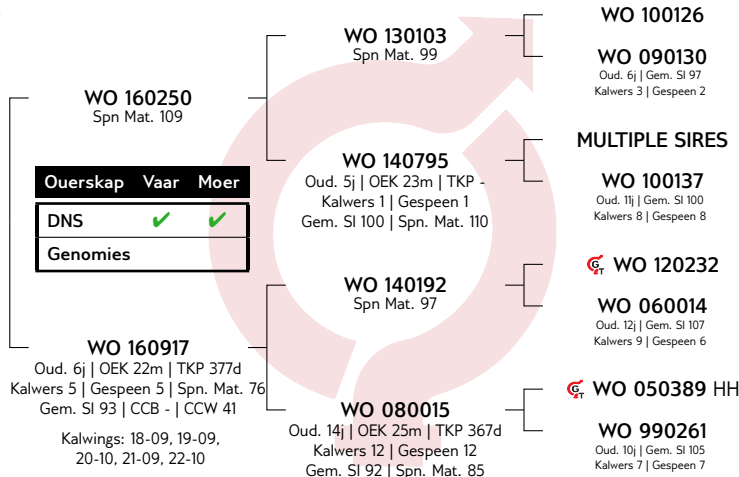 WO 160250
Spn Mat. 109
Ouerskap Vaar Moer
DNS ✔ ✔
Genomies
WO 160917
Oud. 6j | OEK 22m | TKP 377d
Kalwers 5 | Gespeen 5 | Spn. Mat. 76
Gem. SI 93 | CCB - | CCW 41
Kalwings: 18-09, 19-09,
20-10, 21-09, 22-10
WO 130103
Spn Mat. 99
WO 140795
Oud. 5j | OEK 23m | TKP -
Kalwers 1 | Gespeen 1
Gem. SI 100 | Spn. Mat. 110
WO 140192
Spn Mat. 97
WO 080015
Oud. 14j | OEK 25m | TKP 367d
Kalwers 12 | Gespeen 12
Gem. SI 92 | Spn. Mat. 85
WO 100126
WO 090130
Oud. 6j | Gem. SI 97
Kalwers 3 | Gespeen 2
MULTIPLE SIRES
WO 100137
Oud. 11j | Gem. SI 100
Kalwers 8 | Gespeen 8
GT WO 120232
WO 060014
Oud. 12j | Gem. SI 107
Kalwers 9 | Gespeen 6
GT WO 050389 HH
WO 990261
Oud. 10j | Gem. SI 105
Kalwers 7 | Gespeen 7